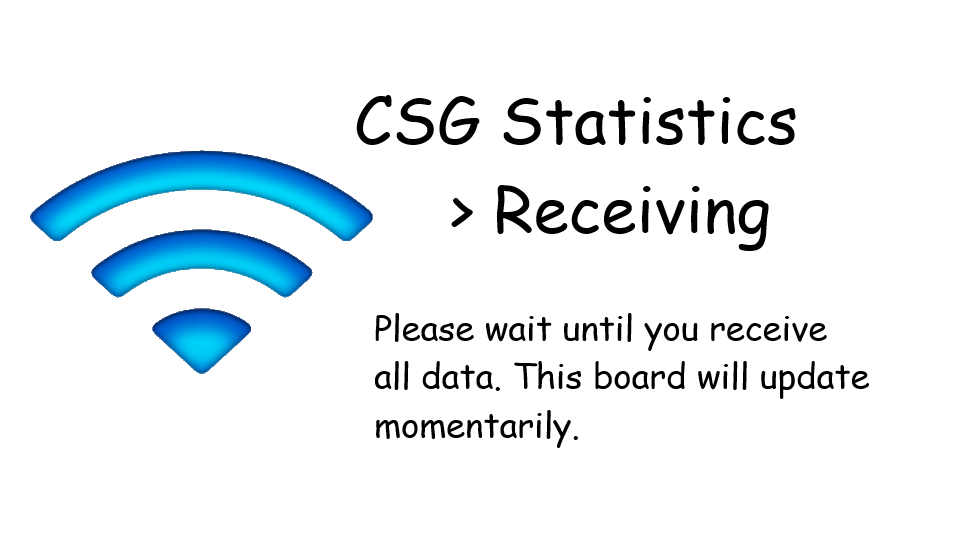 CSG Statistics
> Receiving
Please wait until you receive
all data. This board will update
momentarily.